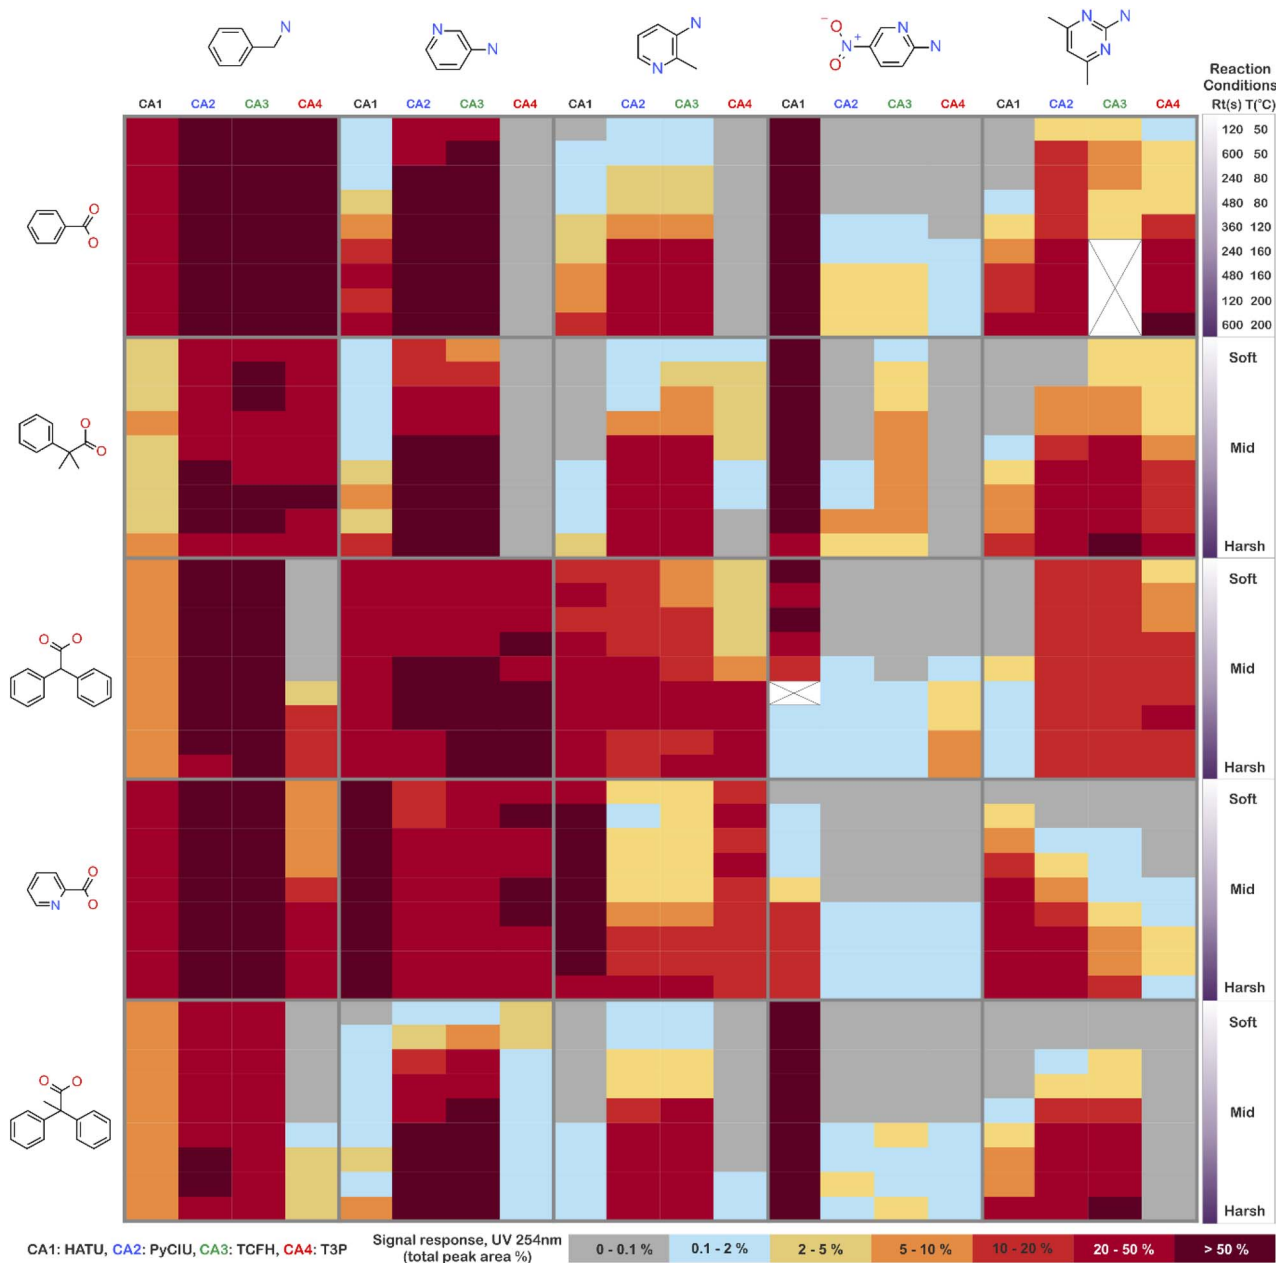 N
N
N
N
N
O
N
N
N
O
N
N
N
N
Reaction
Conditions
CA1 CA2 CA3 CA4 CA1 CA2 CA3 CA4 CA1 CA2 CA3 CA4 CA1 CA2 CA3 CA4 CA1 CA2 CA3 CA4 Rt(s) T(°C)
120 50
600 50
240 80
480 80
O
O
360 120
240 160
480 160
120 200
600 200
Soft
O
O
Mid
Harsh
Soft
O O
Mid
Harsh
Soft
O
N
O
Mid
Harsh
Soft
O O
Mid
Harsh
CA1: HATU, CA2: PyClU, CA3: TCFH, CA4: T3P
Signal response, UV 254nm
(total peak area %)
0 - 0.1 % 0.1 - 2 % 2 - 5 % 5 - 10 % 10 - 20 % 20 - 50 % > 50 %